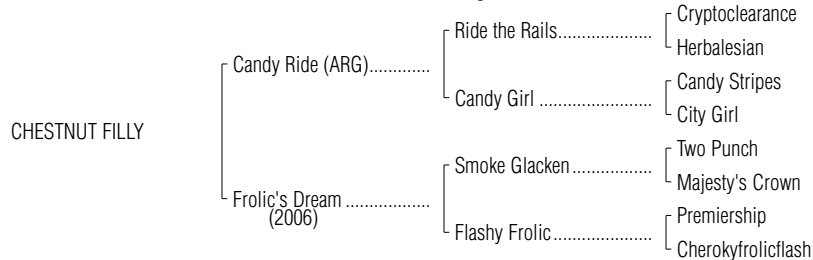 Cryptoclearance
Ride the Rails....................
Herbalesian
Candy Ride (ARG).............
Candy Stripes
Candy Girl ........................
City Girl
CHESTNUT FILLY
Two Punch
Smoke Glacken.................
Majesty's Crown
Frolic's Dream ..................
(2006)
Premiership
Flashy Frolic.....................
Cherokyfrolicflash